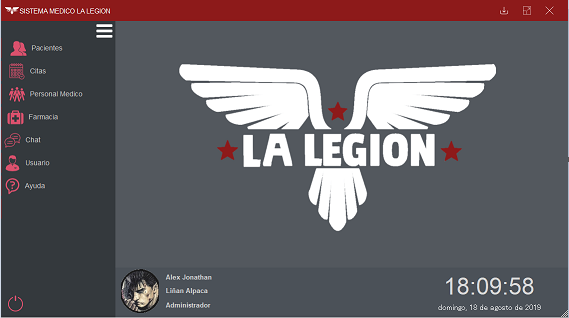 SISTEMA MEDICO LA LEGION
Pacientes
Citas
Personal Medico
Farmacia
Chat
Usuario
Ayuda
LA LEGION
Alex Jonathan
Liñan Alpaca
Administrador
18:09:58
domingo, 18 de agosto de 2019